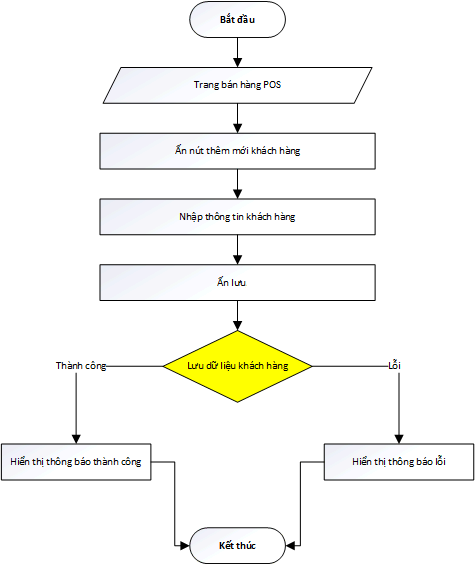 Bắt đầu
Trang bán hàng POS
Ấn nút thêm mới khách hàng
Nhập thông tin khách hàng
Ấn lưu
Lưu dữ liệu khách hàng
Thành công
Lỗi
Hiển thị thông báo thành công
Hiển thị thông báo lỗi
Kết thúc